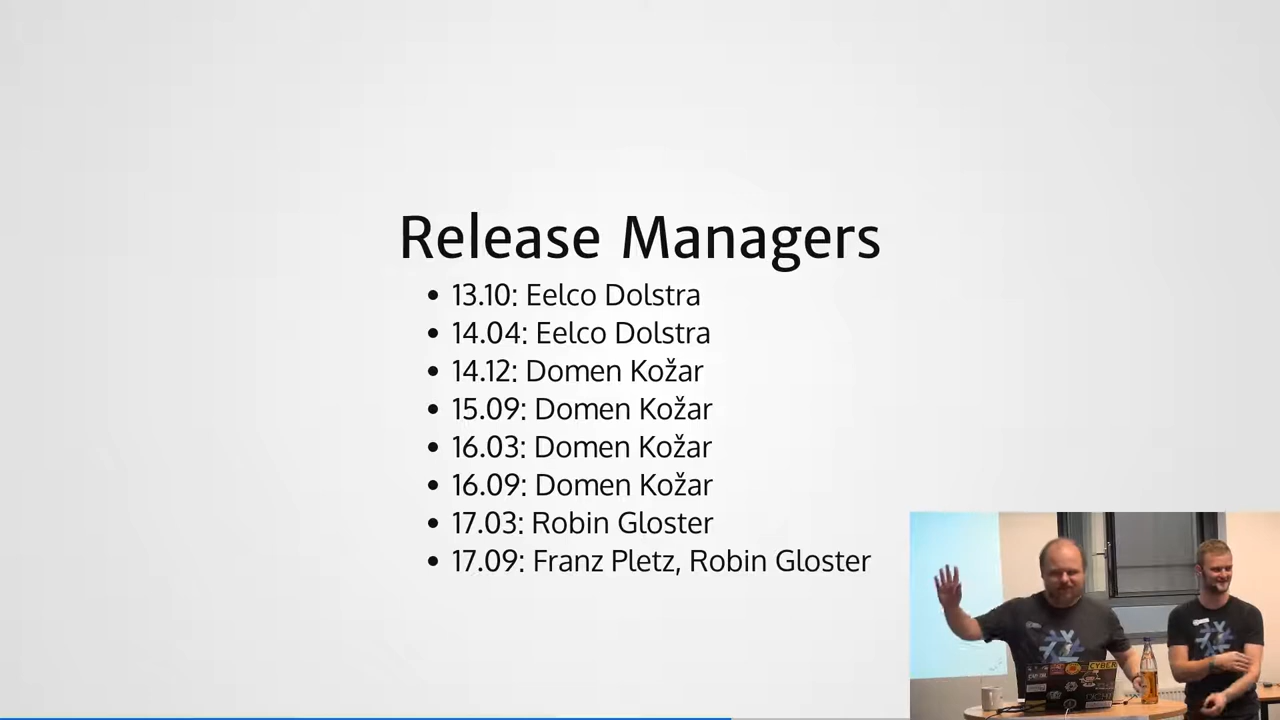 Release Managers
• 13.10: Eelco Dolstra
• 14.04: Eelco Dolstra
• 14.12: Domen Kožar
• 15.09: Domen Kožar
• 16.03: Domen Kožar
• 16.09: Domen Kožar
• 17.03: Robin Gloster
• 17.09: Franz Pletz, Robin Gloster
CYBER